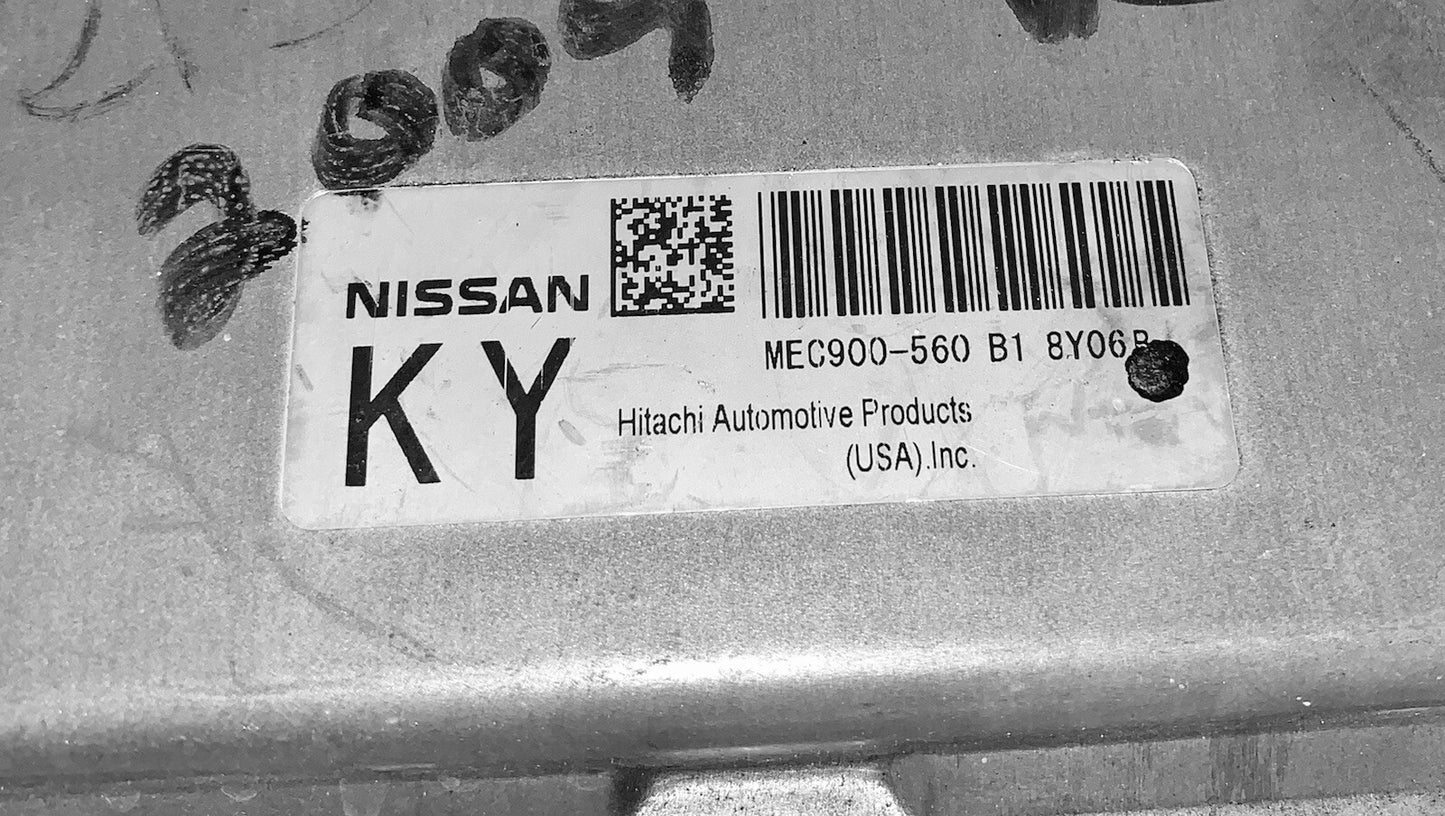 2009
NISSAN
KY
MEC900-560 B1 8Y06
Hitachi Automotive Products
(USA).Inc.